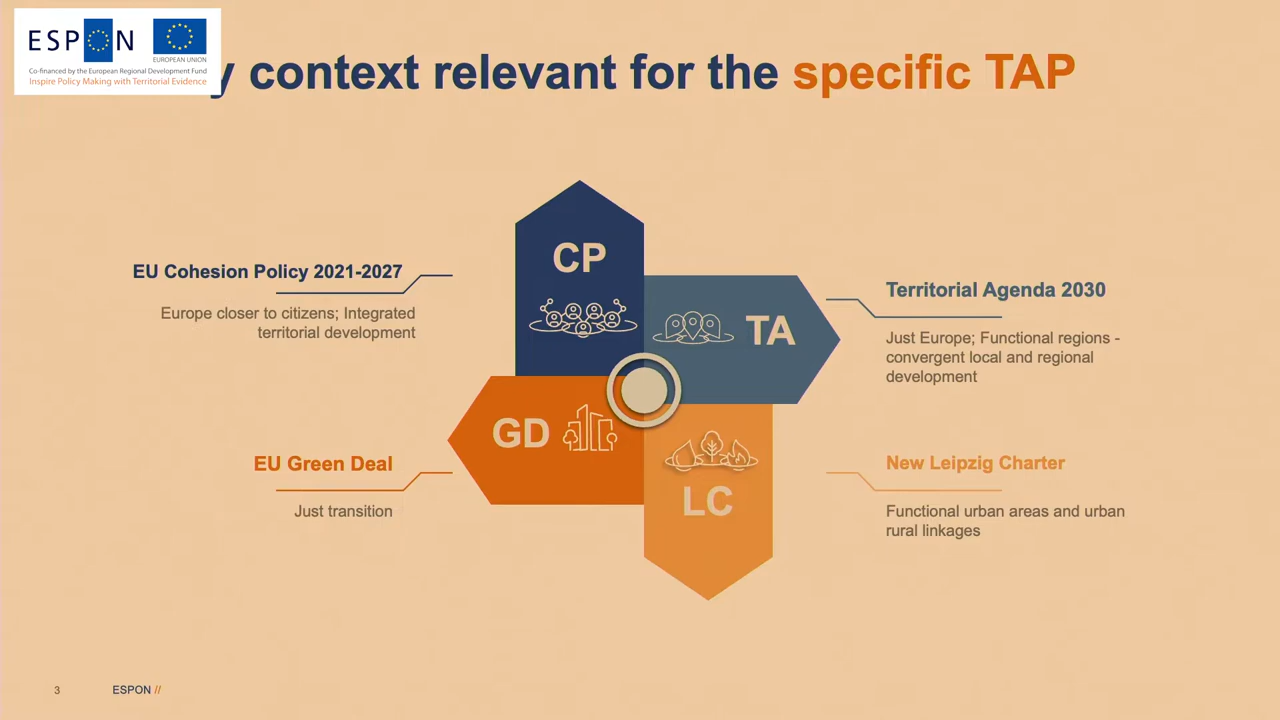 ESPON
EUROPEAN UNION
Co-financed by the European Regional Development Fund
Inspire Policy Making with Territorial Evidence
context relevant for the specific TAP
CP
EU Cohesion Policy 2021-2027
Europe closer to citizens; Integrated
territorial development
TA
Territorial Agenda 2030
Just Europe; Functional regions -
convergent local and regional
development
GD
EU Green Deal
Just transition
LC
New Leipzig Charter
Functional urban areas and urban
rural linkages
3
ESPON //